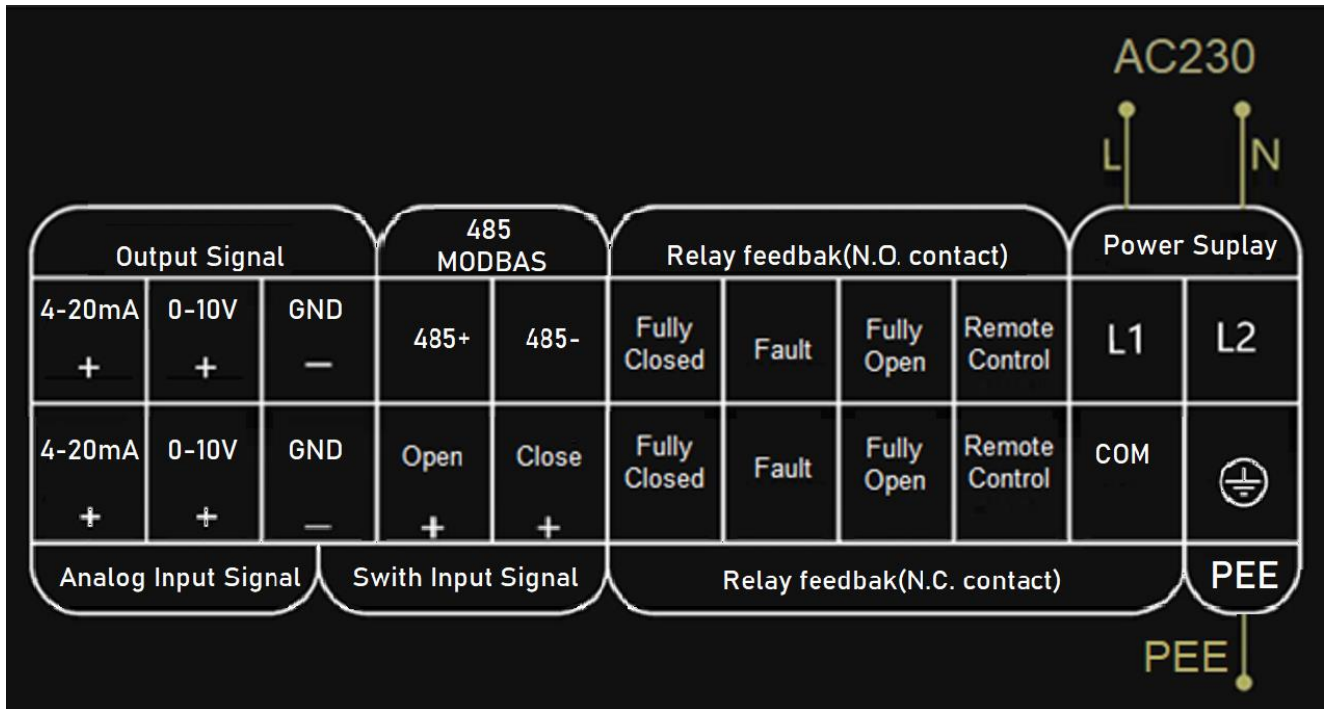 AC230
L N
Output Signal
485
MODBAS
Relay feedbak(N.O. contact)
Power Suplay
4-20mA 0-10V GND
+ + −
485+ 485-
Fully
Closed
Fault
Fully
Open
Remote
Control
L1 L2
4-20mA 0-10V GND
+ + −
Open Close
+ +
Fully
Closed
Fault
Fully
Open
Remote
Control
COM
Analog Input Signal
Swith Input Signal
Relay feedbak(N.C. contact)
PEE
PEE